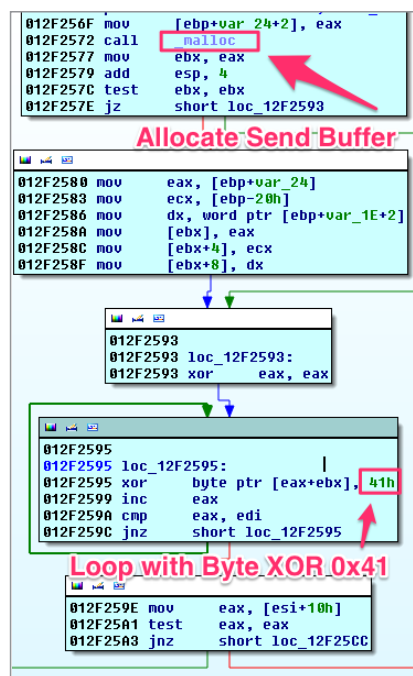 012F256F mov [ebp+var_24+2], eax
012F2572 call _malloc
012F2577 mov ebx, eax
012F2579 add esp, 4
012F257C test ebx, ebx
012F257E jz short loc_12F2593
Allocate Send Buffer
012F2580 mov eax, [ebp+var_24]
012F2583 mov ecx, [ebp-20h]
012F2586 mov dx, word ptr [ebp+var_1E+2]
012F258A mov [ebx], eax
012F258C mov [ebx+4], ecx
012F258F mov [ebx+8], dx
012F2593
012F2593 loc_12F2593:
012F2593 xor eax, eax
012F2595
012F2595 loc_12F2595:
012F2595 xor byte ptr [eax+ebx], 41h
012F2599 inc eax
012F259A cmp eax, edi
012F259C jnz short loc_12F2595
Loop with Byte XOR 0x41
012F259E mov eax, [esi+10h]
012F25A1 test eax, eax
012F25A3 jnz short loc_12F25CC